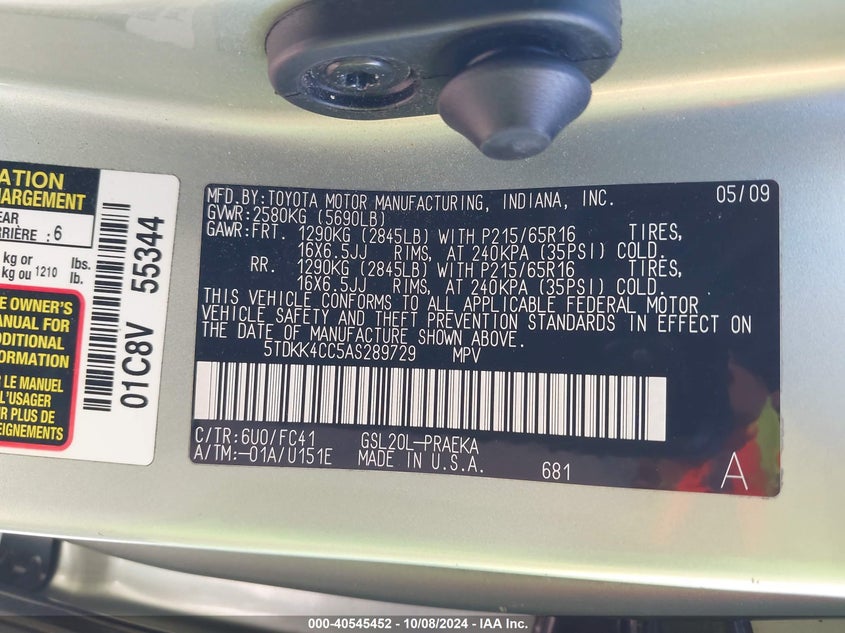 ATION
HARGEMENT
EAR
RRIÈRE : 6
kg or lbs.
kg ou 1210 lb.
E OWNER'S
ANUAL FOR
DDITIONAL
ORMATION
LE MANUEL
L'USAGER
UR PLUS DE
EIGNEMENTS
01C8V 55344
MFD.BY:TOYOTA MOTOR MANUFACTURING, INDIANA, INC. 05/09
GVWR:2580KG (5690LB)
GAWR:FRT. 1290KG (2845LB) WITH P215/65R16 TIRES,
16X6.5JJ RIMS, AT 240KPA (35PSI) COLD.
RR. 1290KG (2845LB) WITH P215/65R16 TIRES,
16X6.5JJ RIMS, AT 240KPA (35PSI) COLD.
THIS VEHICLE CONFORMS TO ALL APPLICABLE FEDERAL MOTOR
VEHICLE SAFETY AND THEFT PREVENTION STANDARDS IN EFFECT ON
THE DATE OF MANUFACTURE SHOWN ABOVE.
5TDKK4CC5AS289729 MPV
C/TR:6U0/FC41 GSL20L-PRAEKA
A/TM:-01A/U151E MADE IN U.S.A. 681 A
000-40545452 - 10/08/2024 - IAA Inc.